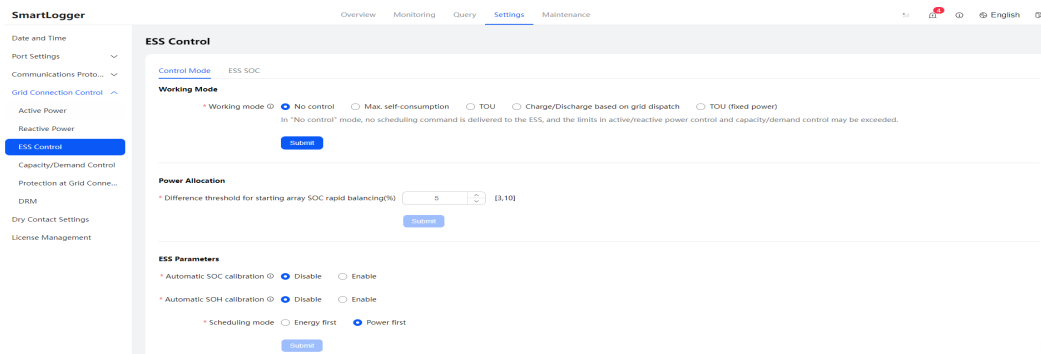 SmartLogger
Overview Monitoring Query Settings Maintenance
4
English
Date and Time
Port Settings
Communications Proto...
Grid Connection Control
Active Power
Reactive Power
ESS Control
Capacity/Demand Control
Protection at Grid Conne...
DRM
Dry Contact Settings
License Management
ESS Control
Control Mode ESS SOC
Working Mode
* Working mode No control Max. self-consumption TOU Charge/Discharge based on grid dispatch TOU (fixed power)
In "No control" mode, no scheduling command is delivered to the ESS, and the limits in active/reactive power control and capacity/demand control may be exceeded.
Submit
Power Allocation
* Difference threshold for starting array SOC rapid balancing(%) 5 [3,10]
Submit
ESS Parameters
* Automatic SOC calibration Disable Enable
* Automatic SOH calibration Disable Enable
* Scheduling mode Energy first Power first
Submit